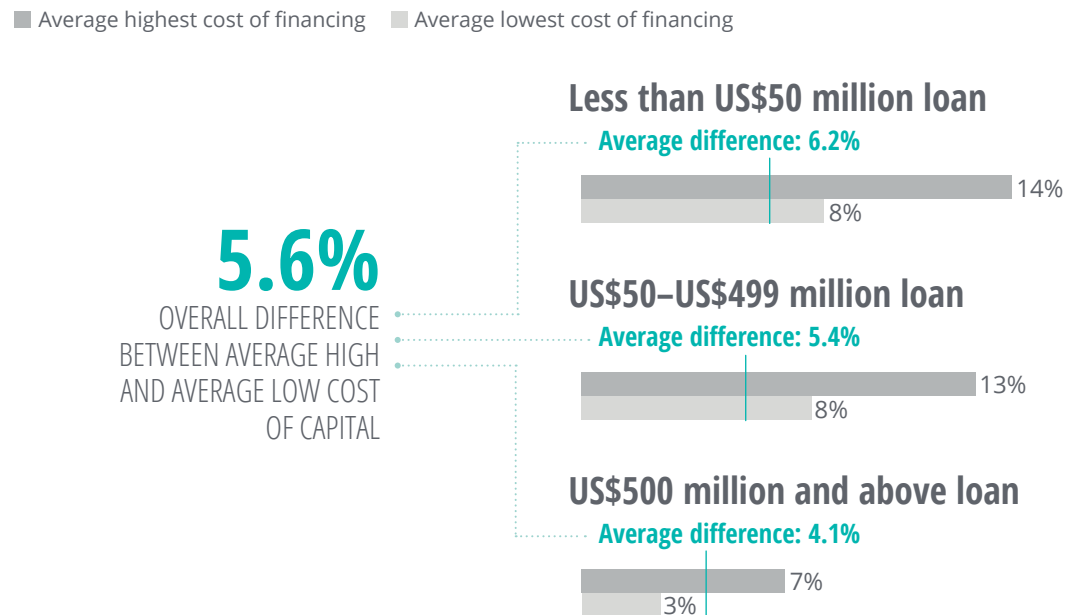 Average highest cost of financing
Average lowest cost of financing
5.6%
OVERALL DIFFERENCE
BETWEEN AVERAGE HIGH
AND AVERAGE LOW COST
OF CAPITAL
Less than US$50 million loan
Average difference: 6.2%
14%
8%
US$50–US$499 million loan
Average difference: 5.4%
13%
8%
US$500 million and above loan
Average difference: 4.1%
7%
3%